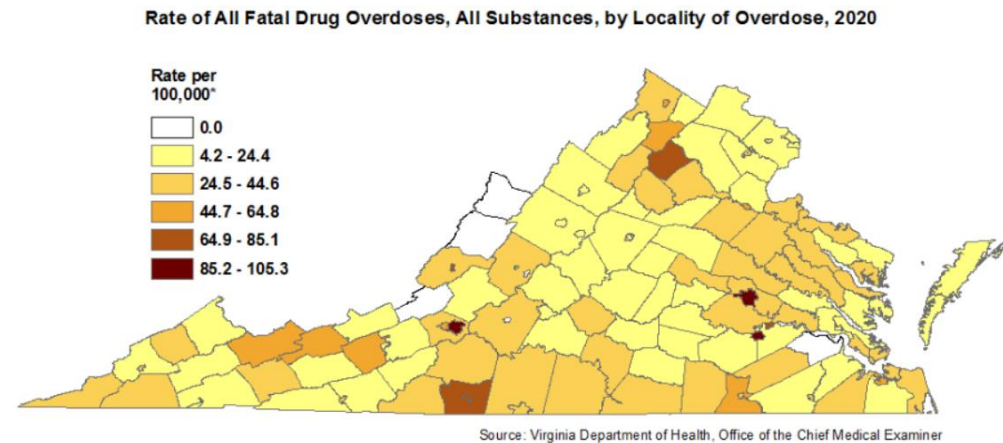 Rate of All Fatal Drug Overdoses, All Substances, by Locality of Overdose, 2020
Rate per
100,000*
0.0
4.2 - 24.4
24.5 - 44.6
44.7 - 64.8
64.9 - 85.1
85.2 - 105.3
Source: Virginia Department of Health, Office of the Chief Medical Examiner